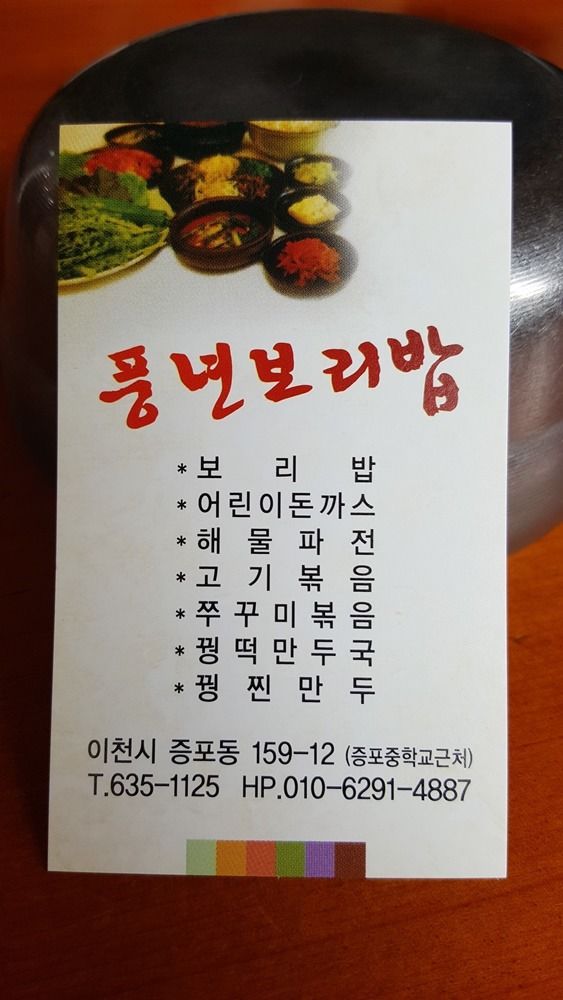 풍년보리밥
*보리밥
*어린이돈까스
*해물파전
*고기볶음
*쭈꾸미볶음
*꿩떡만두국
*꿩찐만두
이천시 증포동 159-12 (증포중학교근처)
T.635-1125 HP.010-6291-4887